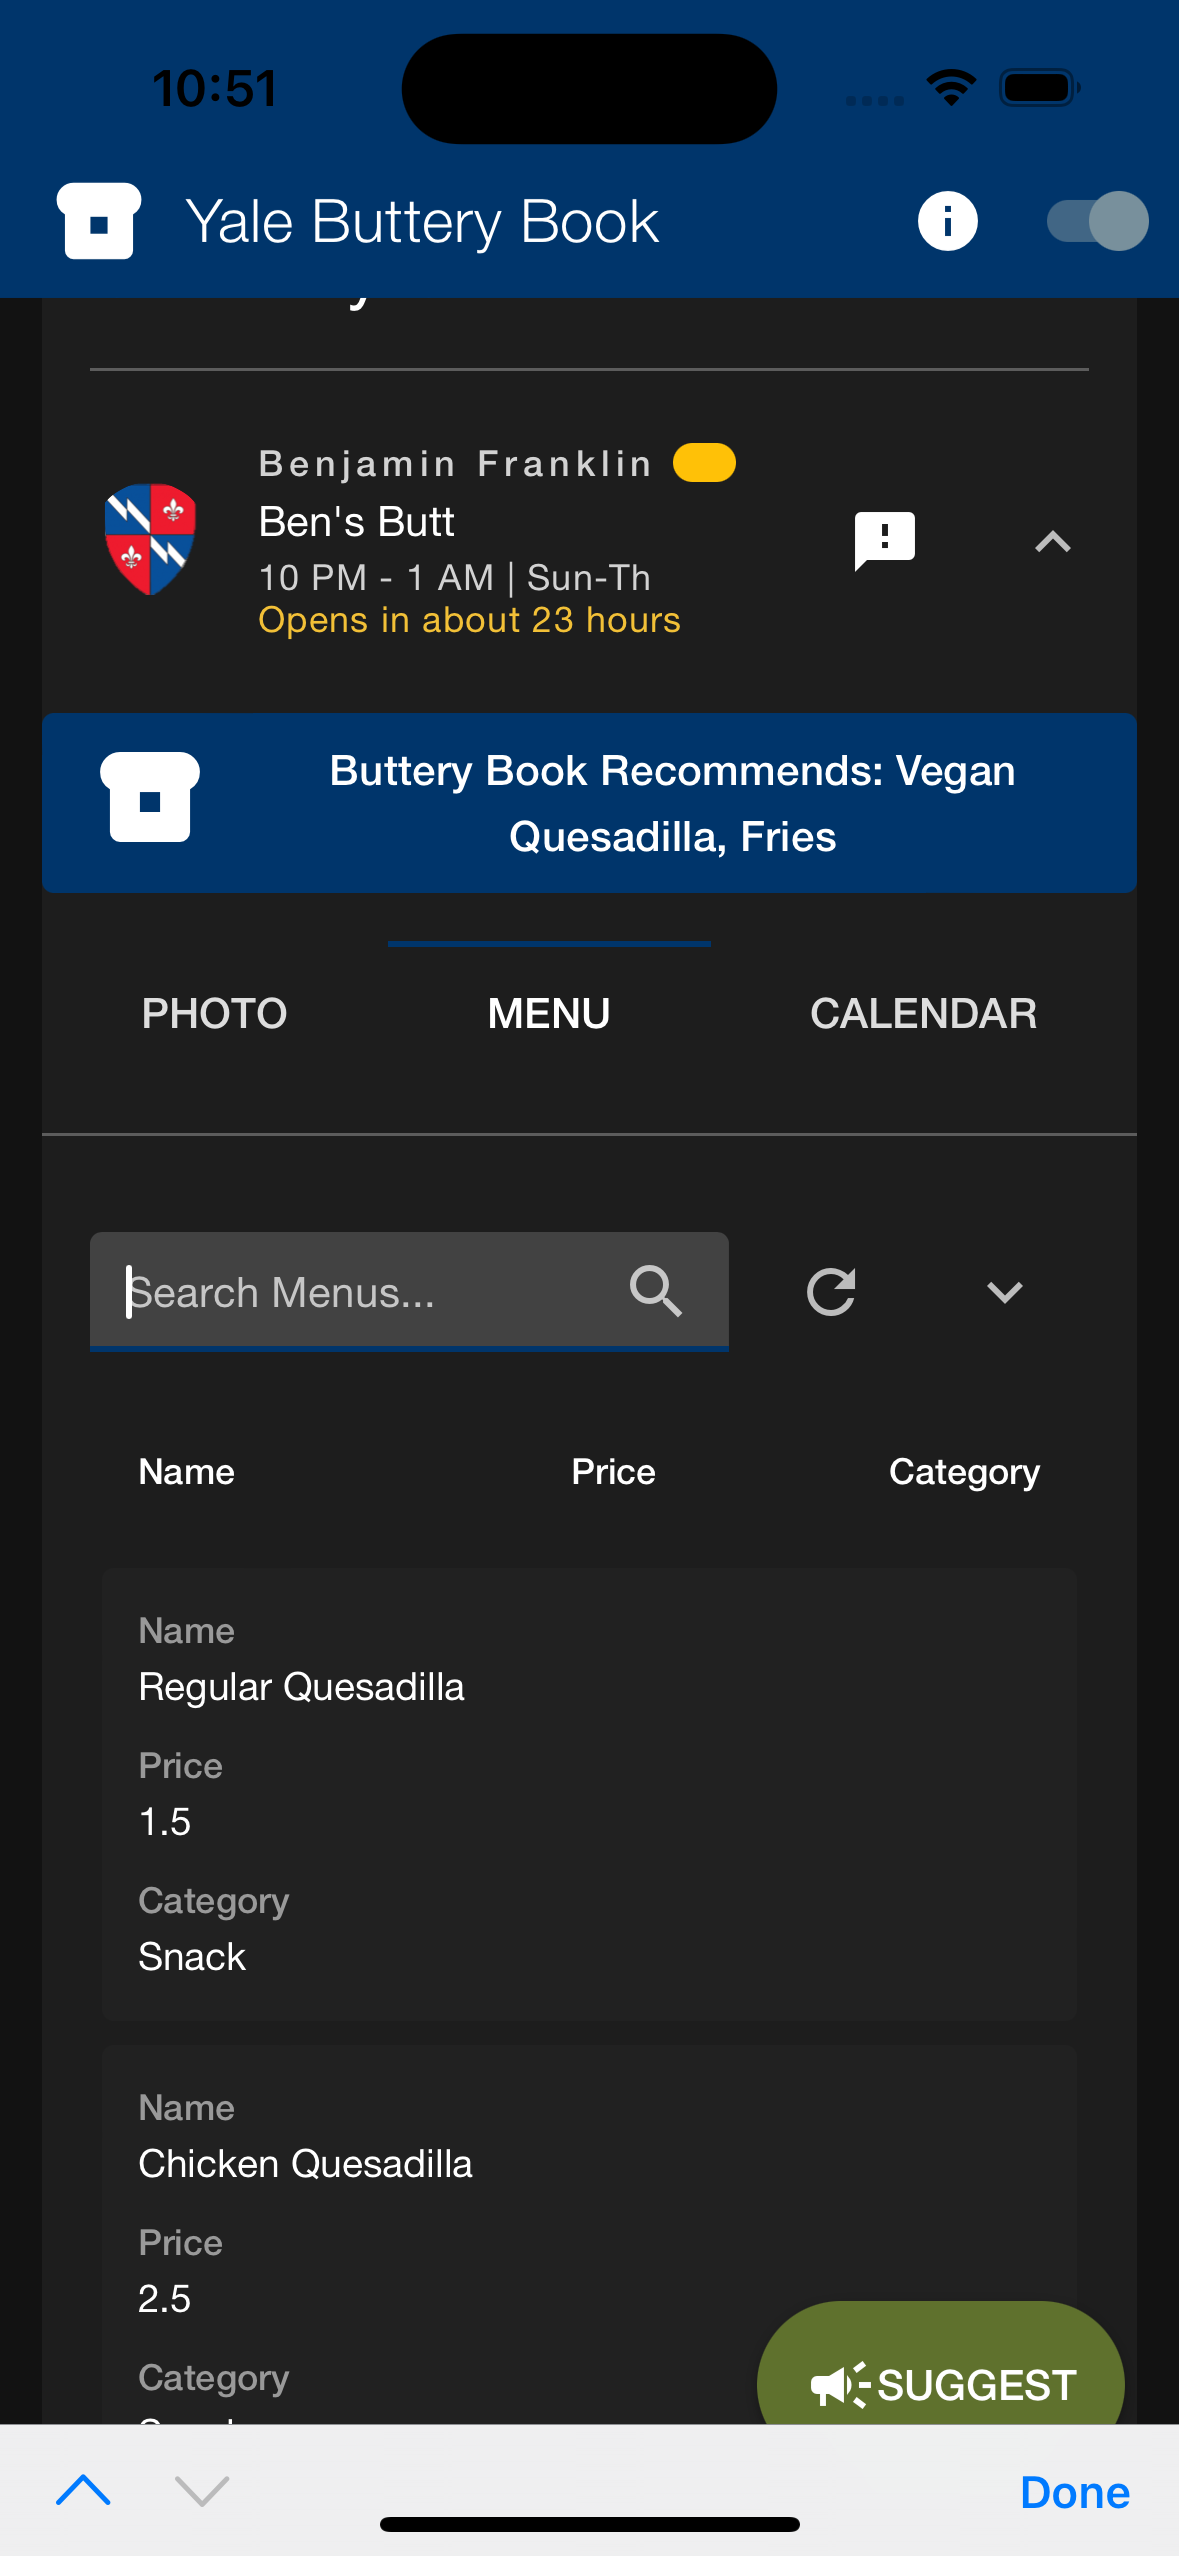 10:51
Yale Buttery Book
Benjamin Franklin
Ben's Butt
10 PM - 1 AM | Sun-Th
Opens in about 23 hours
Buttery Book Recommends: Vegan
Quesadilla, Fries
PHOTO MENU CALENDAR
Search Menus...
Name Price Category
Name
Regular Quesadilla
Price
1.5
Category
Snack
Name
Chicken Quesadilla
Price
2.5
Category
SUGGEST
Done